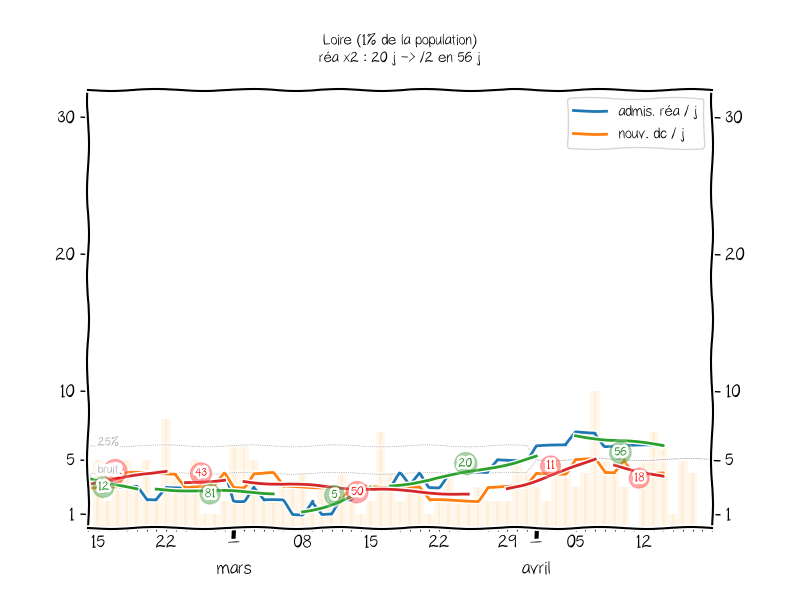 Loire (1% de la population)
réa x2 : 20 j -> /2 en 56 j
admis. réa / j
nouv. dc / j
30 30
20 20
10 10
5 5
1 1
25%
bruit
12
43
81
5
50
20
11
56
18
15 22 08 15 22 29 05 12
mars avril